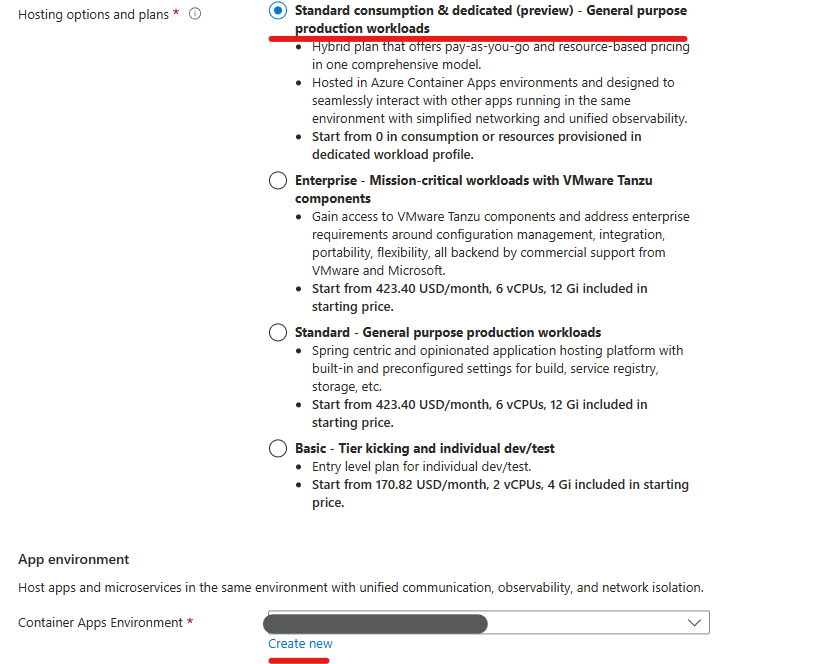 Hosting options and plans *
Standard consumption & dedicated (preview) - General purpose
production workloads
• Hybrid plan that offers pay-as-you-go and resource-based pricing
in one comprehensive model.
• Hosted in Azure Container Apps environments and designed to
seamlessly interact with other apps running in the same
environment with simplified networking and unified observability.
• Start from 0 in consumption or resources provisioned in
dedicated workload profile.
Enterprise - Mission-critical workloads with VMware Tanzu
components
• Gain access to VMware Tanzu components and address enterprise
requirements around configuration management, integration,
portability, flexibility, all backend by commercial support from
VMware and Microsoft.
• Start from 423.40 USD/month, 6 vCPUs, 12 Gi included in
starting price.
Standard - General purpose production workloads
• Spring centric and opinionated application hosting platform with
built-in and preconfigured settings for build, service registry,
storage, etc.
• Start from 423.40 USD/month, 6 vCPUs, 12 Gi included in
starting price.
Basic - Tier kicking and individual dev/test
• Entry level plan for individual dev/test.
• Start from 170.82 USD/month, 2 vCPUs, 4 Gi included in starting
price.
App environment
Host apps and microservices in the same environment with unified communication, observability, and network isolation.
Container Apps Environment *
Create new